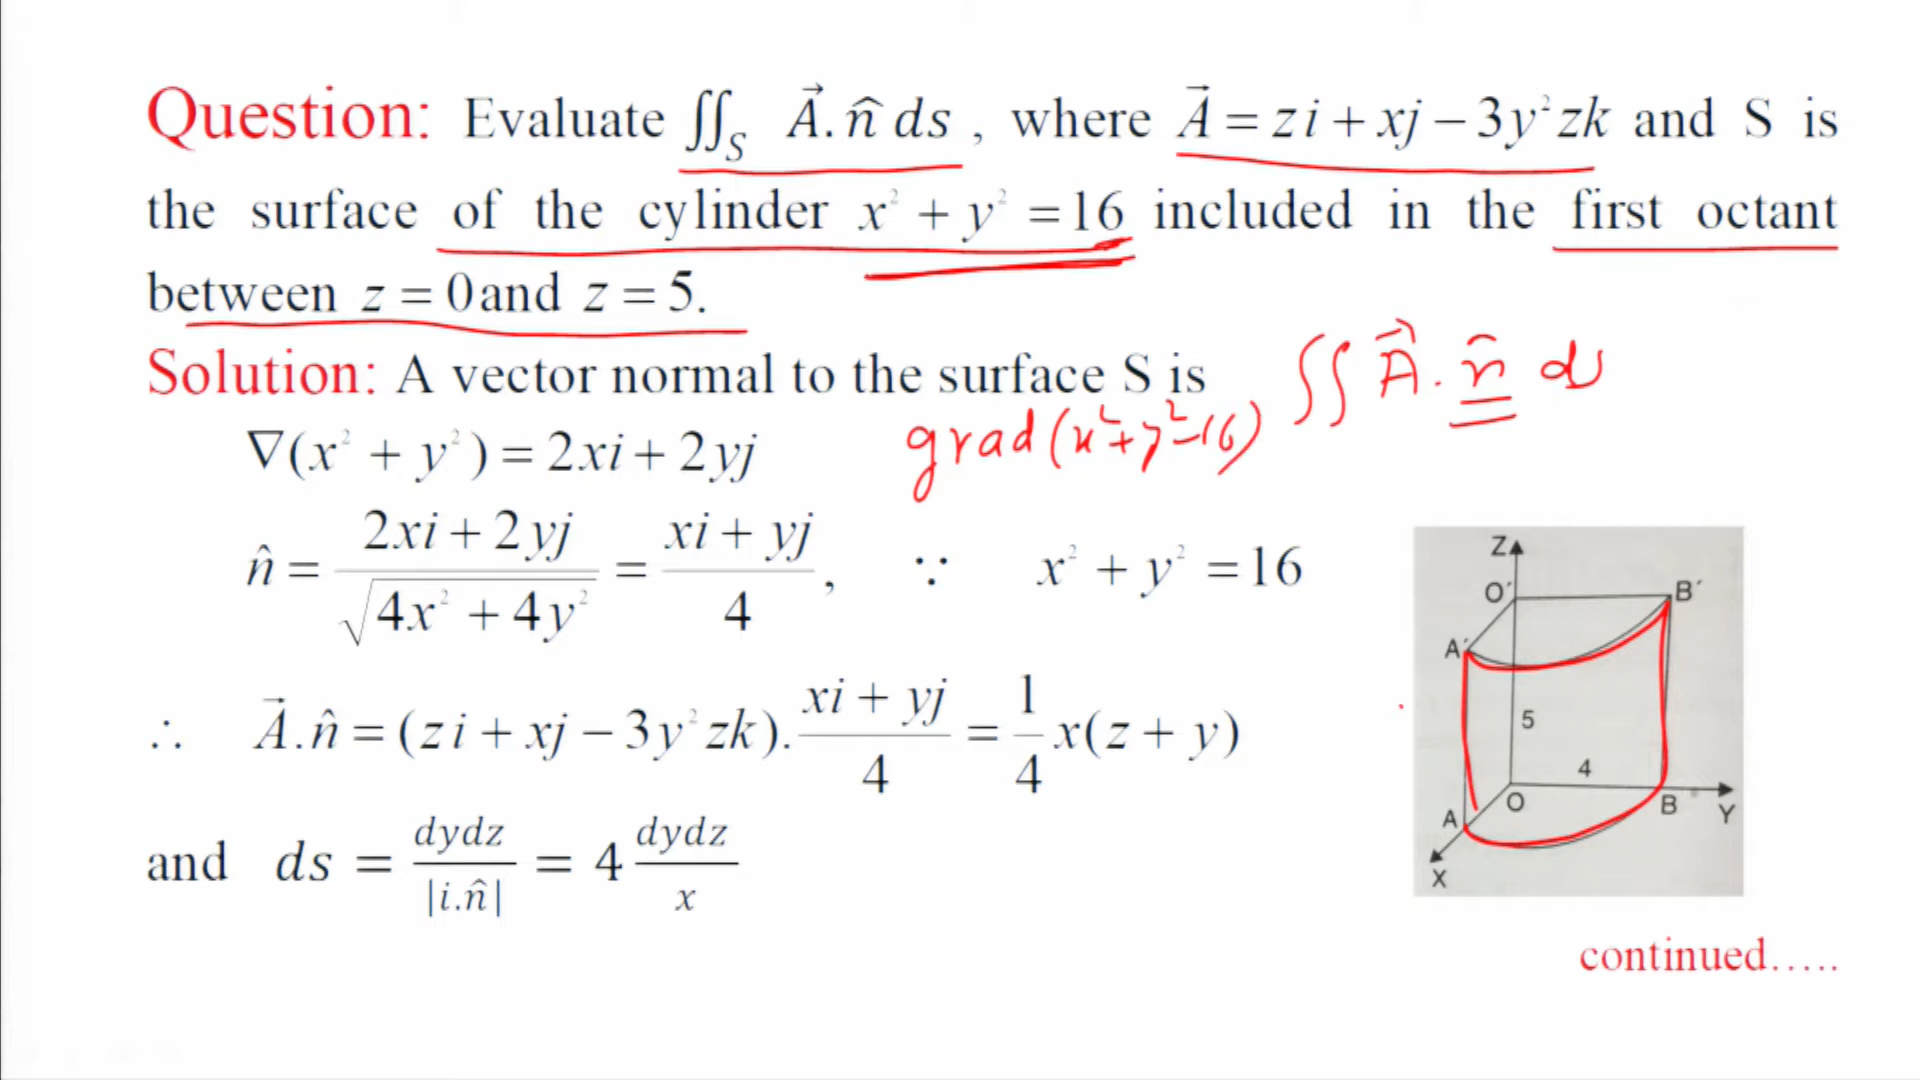 Question: Evaluate ∬_S A⃗.n̂ ds , where A⃗ = zi + xj − 3y²zk and S is
the surface of the cylinder x² + y² = 16 included in the first octant
between z = 0 and z = 5.
Solution: A vector normal to the surface S is
∬ A⃗ . n̂ ds
∇(x² + y²) = 2xi + 2yj
grad(x²+y²-16)
n̂ = (2xi + 2yj)/√(4x² + 4y²) = (xi + yj)/4 , ∵ x² + y² = 16
∴ A⃗.n̂ = (zi + xj − 3y²zk).(xi + yj)/4 = 1/4 x(z + y)
and ds = dydz/|i.n̂| = 4 dydz/x
Z
O′
B′
A′
5
4
O
B
Y
A
X
continued.....